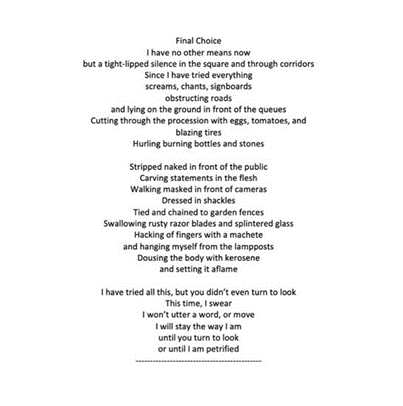 Final Choice
I have no other means now
but a tight-lipped silence in the square and through corridors
Since I have tried everything
screams, chants, signboards
obstructing roads
and lying on the ground in front of the queues
Cutting through the procession with eggs, tomatoes, and
blazing tires
Hurling burning bottles and stones
Stripped naked in front of the public
Carving statements in the flesh
Walking masked in front of cameras
Dressed in shackles
Tied and chained to garden fences
Swallowing rusty razor blades and splintered glass
Hacking of fingers with a machete
and hanging myself from the lampposts
Dousing the body with kerosene
and setting it aflame
I have tried all this, but you didn't even turn to look
This time, I swear
I won't utter a word, or move
I will stay the way I am
until you turn to look
or until I am petrified
--------------------------------------------